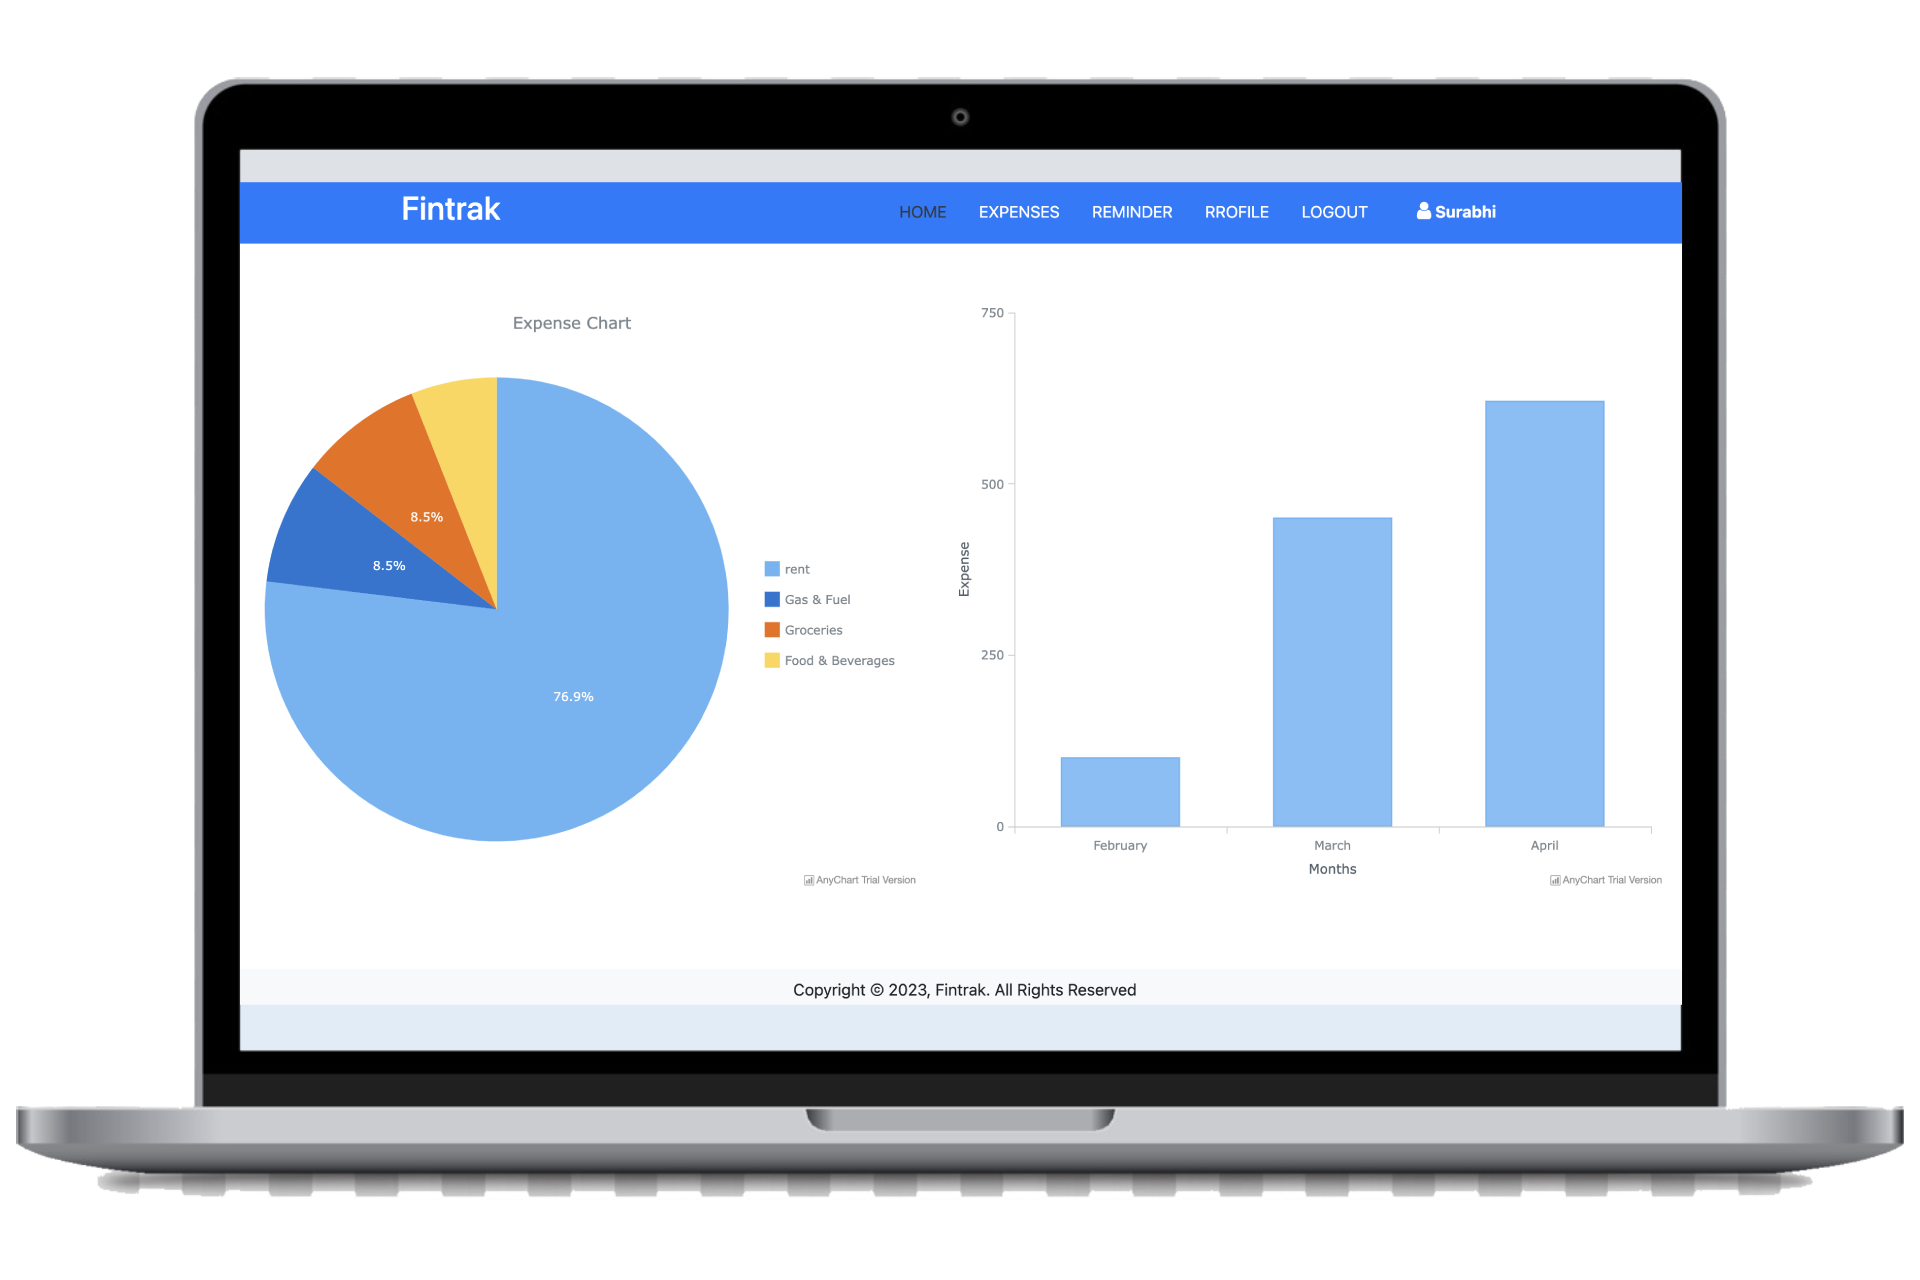 Fintrak
HOME EXPENSES REMINDER RROFILE LOGOUT Surabhi
Expense Chart
8.5%
8.5%
76.9%
rent
Gas & Fuel
Groceries
Food & Beverages
AnyChart Trial Version
750
500
250
0
Expense
February March April
Months
AnyChart Trial Version
Copyright © 2023, Fintrak. All Rights Reserved